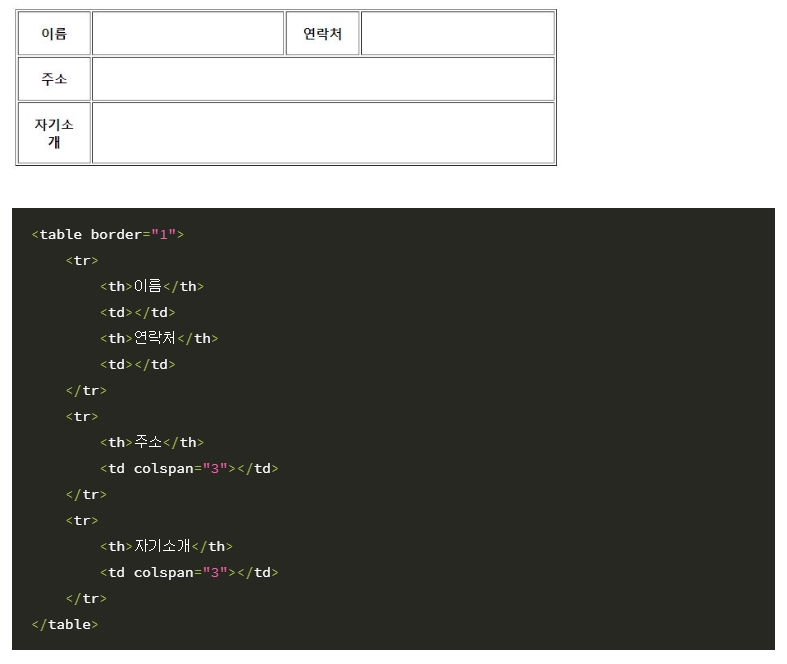 이름 연락처
주소
자기소
개
<table border="1">
    <tr>
        <th>이름</th>
        <td></td>
        <th>연락처</th>
        <td></td>
    </tr>
    <tr>
        <th>주소</th>
        <td colspan="3"></td>
    </tr>
    <tr>
        <th>자기소개</th>
        <td colspan="3"></td>
    </tr>
</table>